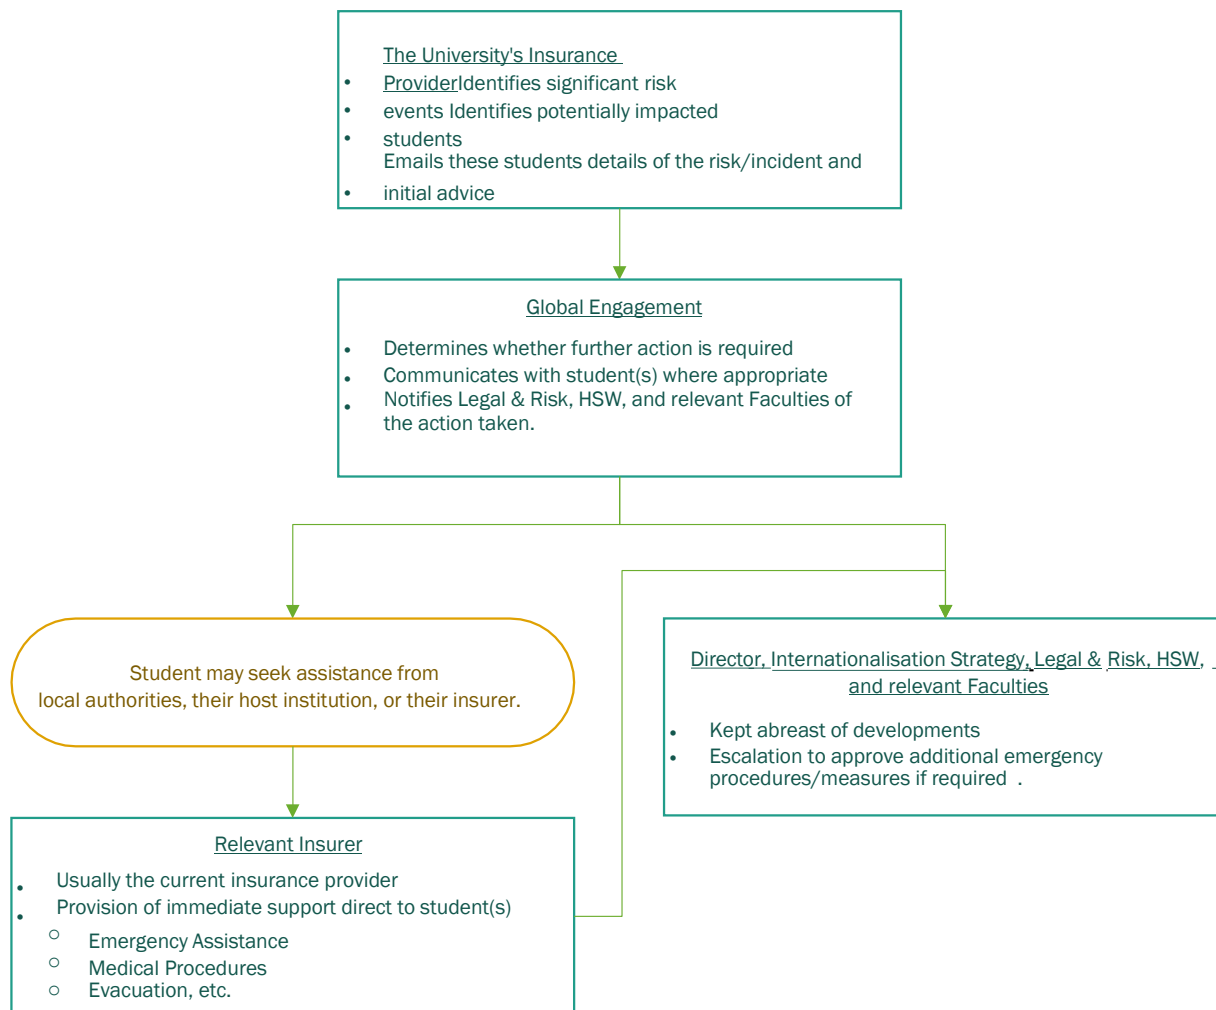 The University's Insurance
• ProviderIdentifies significant risk
• events Identifies potentially impacted
• students
Emails these students details of the risk/incident and
• initial advice
Global Engagement
• Determines whether further action is required
• Communicates with student(s) where appropriate
• Notifies Legal & Risk, HSW, and relevant Faculties of
the action taken.
Student may seek assistance from
local authorities, their host institution, or their insurer.
Director, Internationalisation Strategy, Legal & Risk, HSW,
and relevant Faculties
• Kept abreast of developments
• Escalation to approve additional emergency
procedures/measures if required .
Relevant Insurer
• Usually the current insurance provider
• Provision of immediate support direct to student(s)
○ Emergency Assistance
○ Medical Procedures
○ Evacuation, etc.